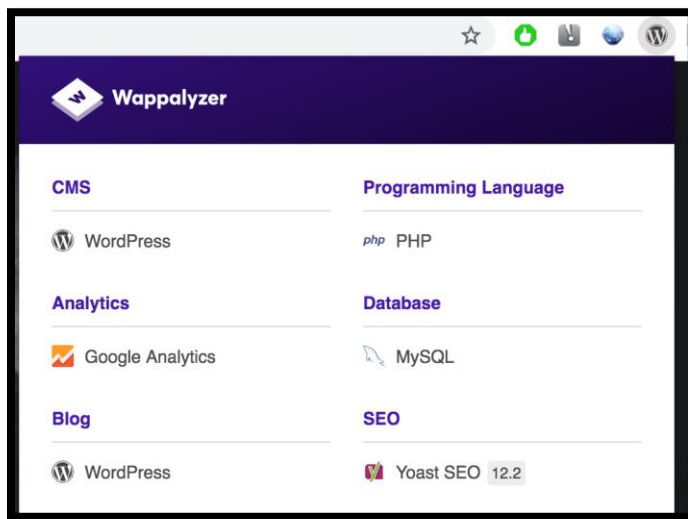 Wappalyzer
CMS Programming Language
WordPress php PHP
Analytics Database
Google Analytics MySQL
Blog SEO
WordPress Yoast SEO 12.2